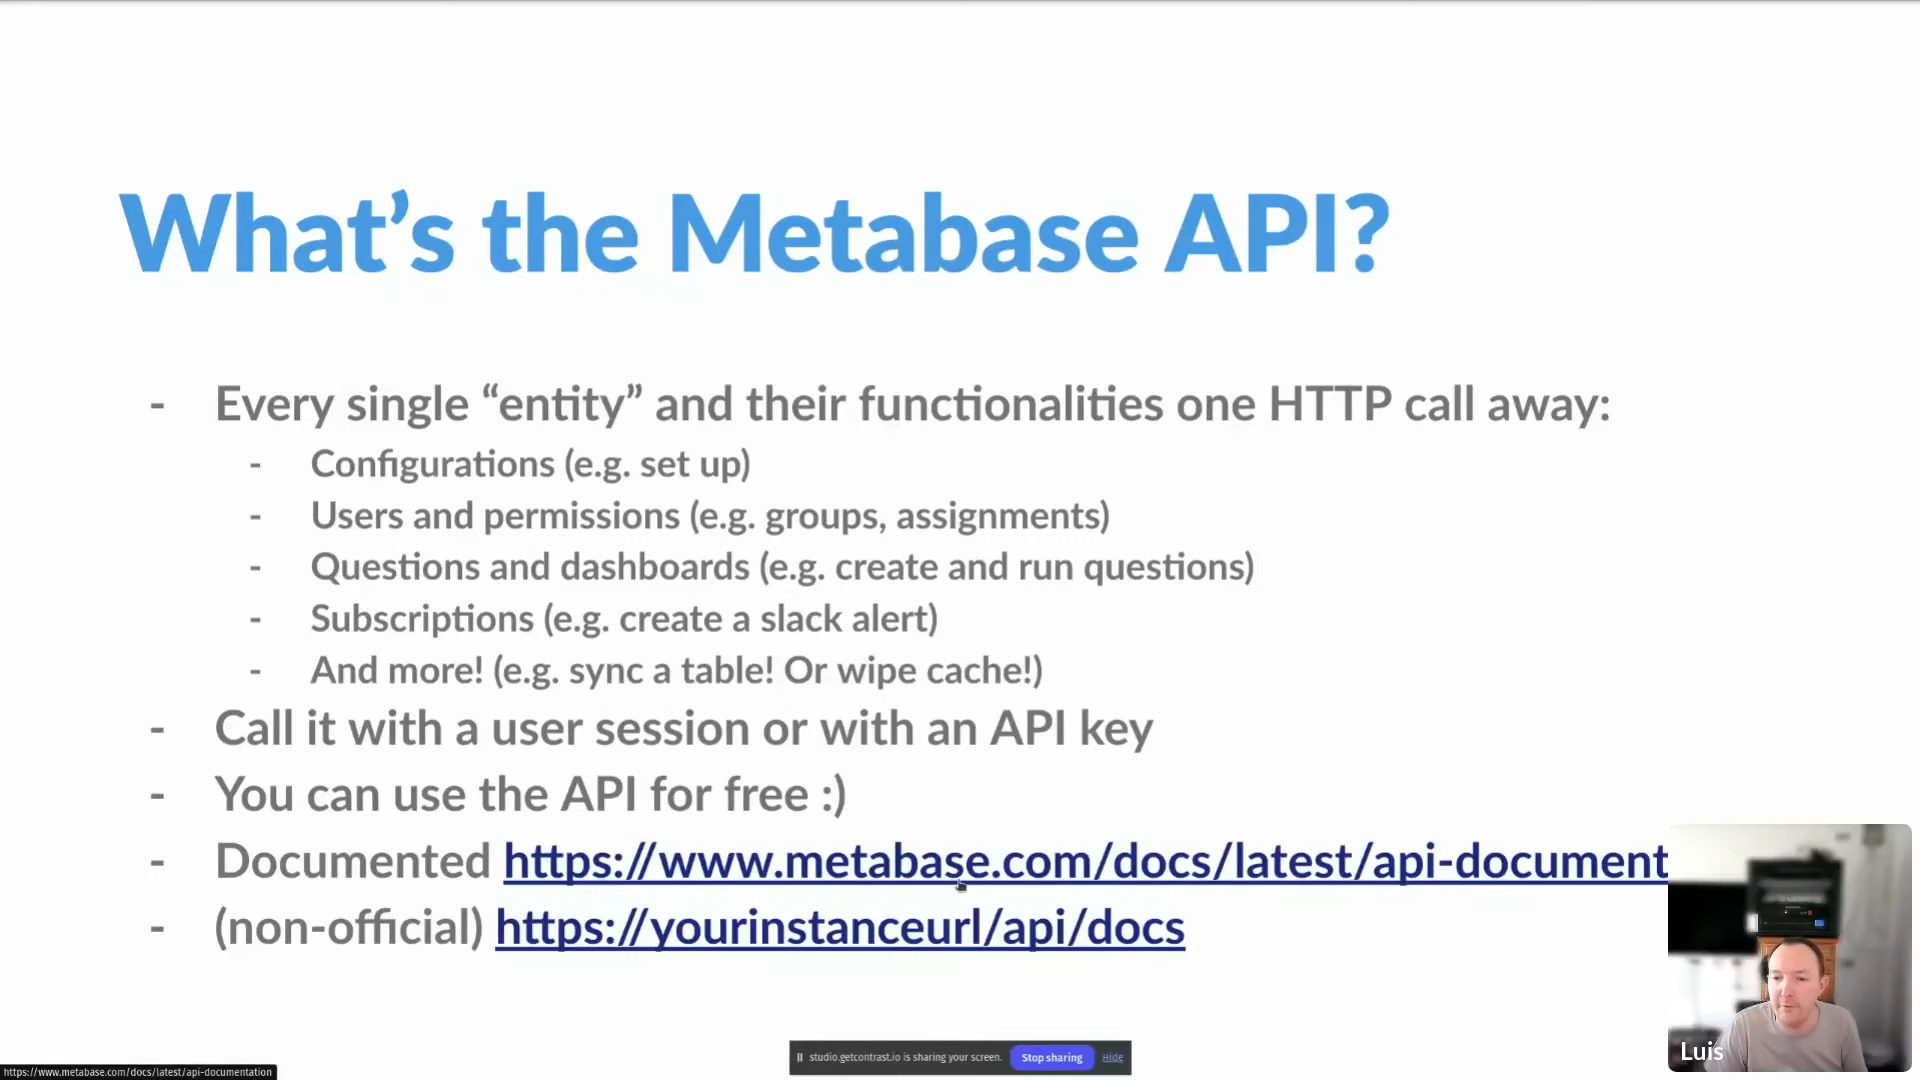 What's the Metabase API?
- Every single “entity” and their functionalities one HTTP call away:
- Configurations (e.g. set up)
- Users and permissions (e.g. groups, assignments)
- Questions and dashboards (e.g. create and run questions)
- Subscriptions (e.g. create a slack alert)
- And more! (e.g. sync a table! Or wipe cache!)
- Call it with a user session or with an API key
- You can use the API for free :)
- Documented https://www.metabase.com/docs/latest/api-document
- (non-official) https://yourinstanceurl/api/docs
Luis
studio.getcontrast.io is sharing your screen. Stop sharing Hide
https://www.metabase.com/docs/latest/api-documentation